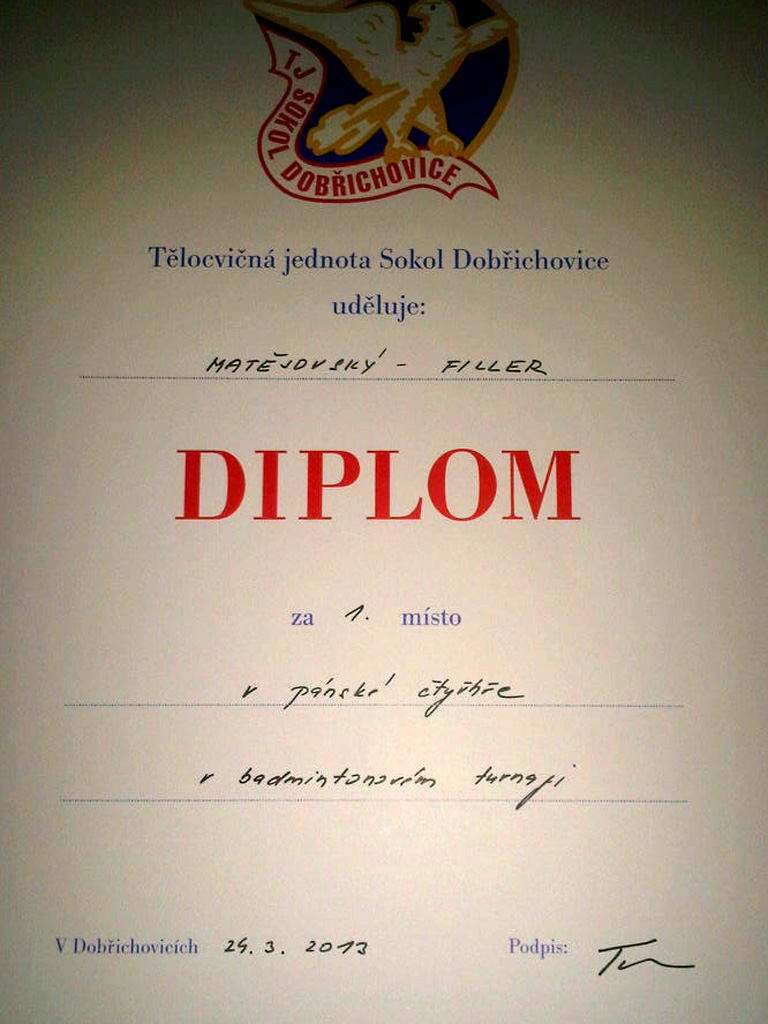 TJ SOKOL DOBŘICHOVICE
Tělocvičná jednota Sokol Dobřichovice
uděluje:
MATĚJOVSKÝ - FILLER
DIPLOM
za 1. místo
v pánské čtyřhře
v badmintonovém turnaji
V Dobřichovicích 24. 3. 2013 Podpis: